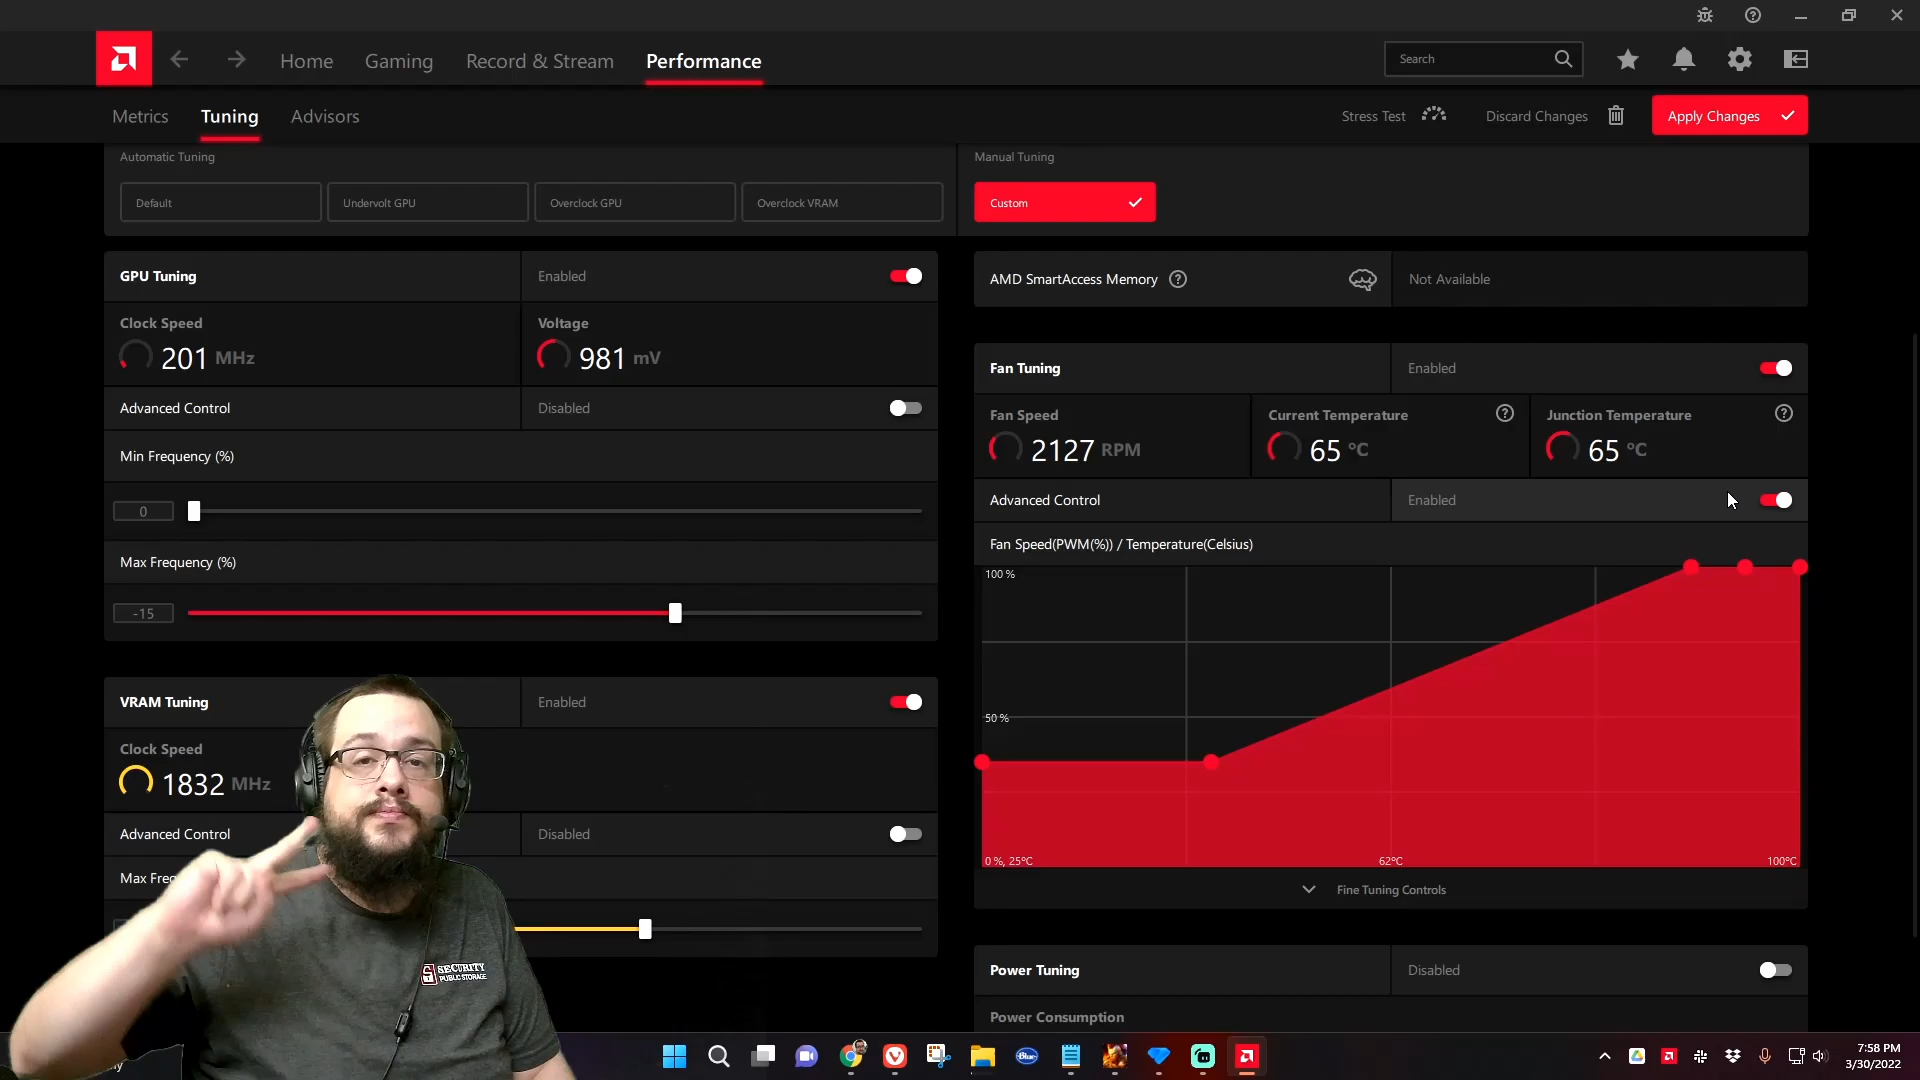 Home
Gaming
Record & Stream
Performance
Search
Metrics
Tuning
Advisors
Stress Test
Discard Changes
Apply Changes
Automatic Tuning
Manual Tuning
Default
Undervolt GPU
Overclock GPU
Overclock VRAM
Custom
GPU Tuning
Enabled
AMD SmartAccess Memory
Not Available
Clock Speed
201 MHz
Voltage
981 mV
Advanced Control
Disabled
Min Frequency (%)
0
Max Frequency (%)
-15
Fan Tuning
Enabled
Fan Speed
2127 RPM
Current Temperature
65 °C
Junction Temperature
65 °C
Advanced Control
Enabled
Fan Speed(PWM(%)) / Temperature(Celsius)
100 %
50 %
0 %, 25°C
62°C
100°C
Fine Tuning Controls
VRAM Tuning
Enabled
Clock Speed
1832 MHz
Advanced Control
Disabled
Max
SECURITY
PUBLIC STORAGE
Power Tuning
Disabled
Power Consumption
Blue
7:58 PM
3/30/2022